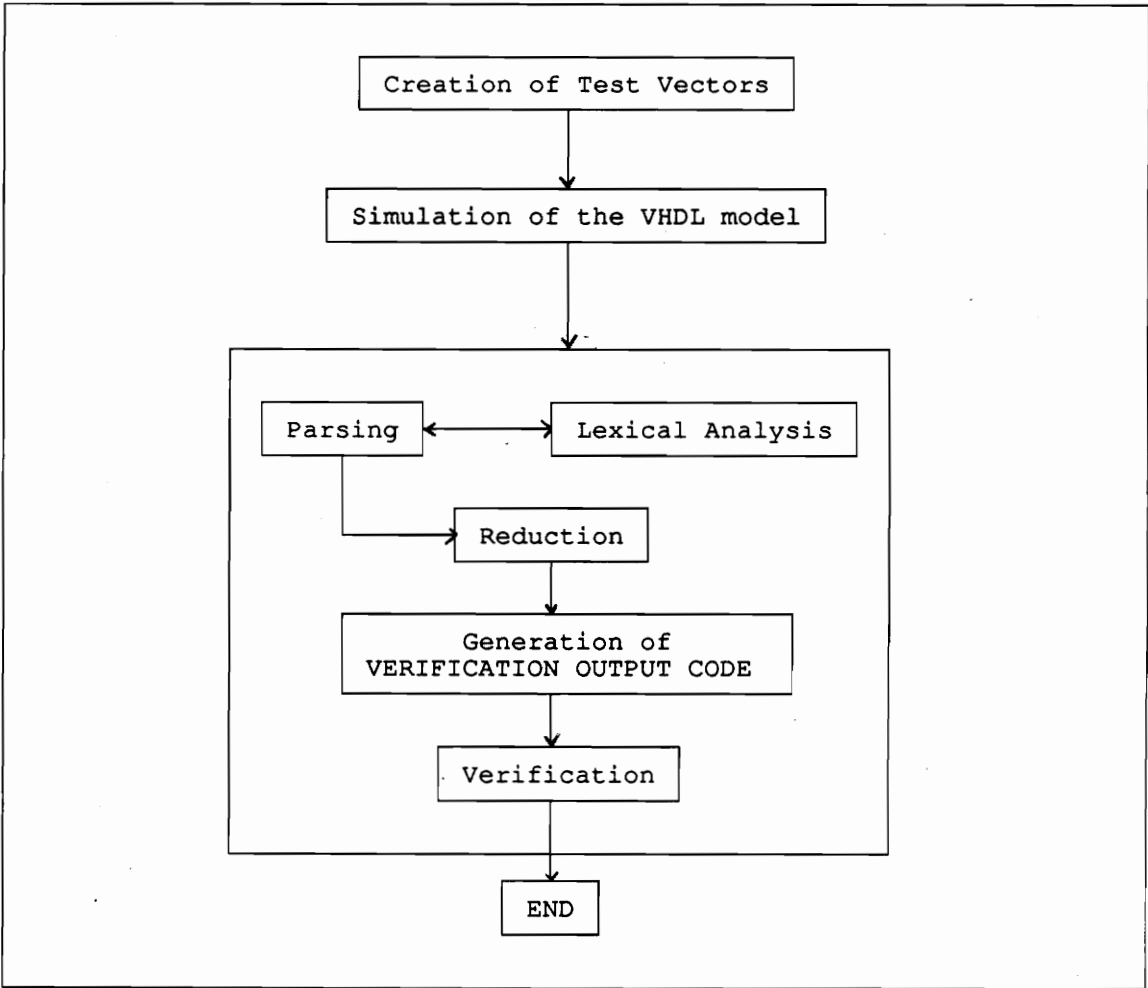 Creation of Test Vectors
Simulation of the VHDL model
Parsing
Lexical Analysis
Reduction
Generation of
VERIFICATION OUTPUT CODE
Verification
END